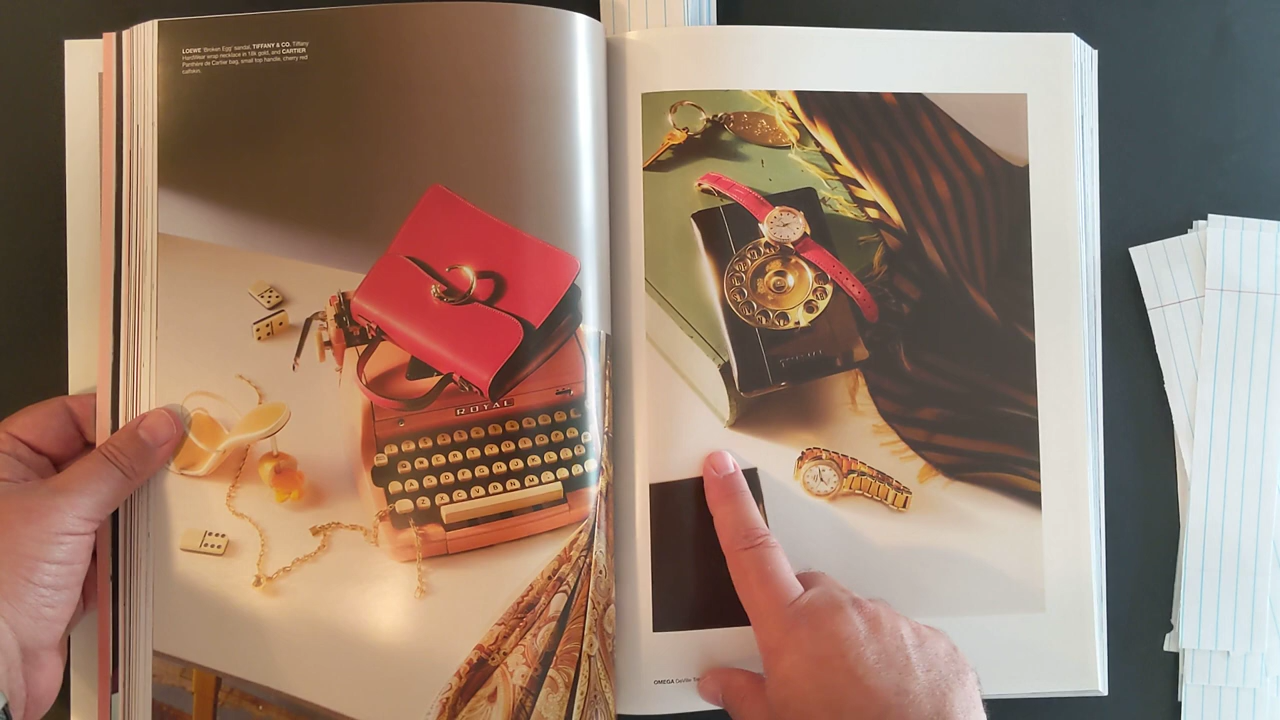 LOEWE 'Broken Egg' sandal, TIFFANY & CO. Tiffany
HardWear wrap necklace in 18k gold, and CARTIER
Panthère de Cartier bag, small top handle, cherry red
calfskin.
ROYAL
OMEGA DeVille